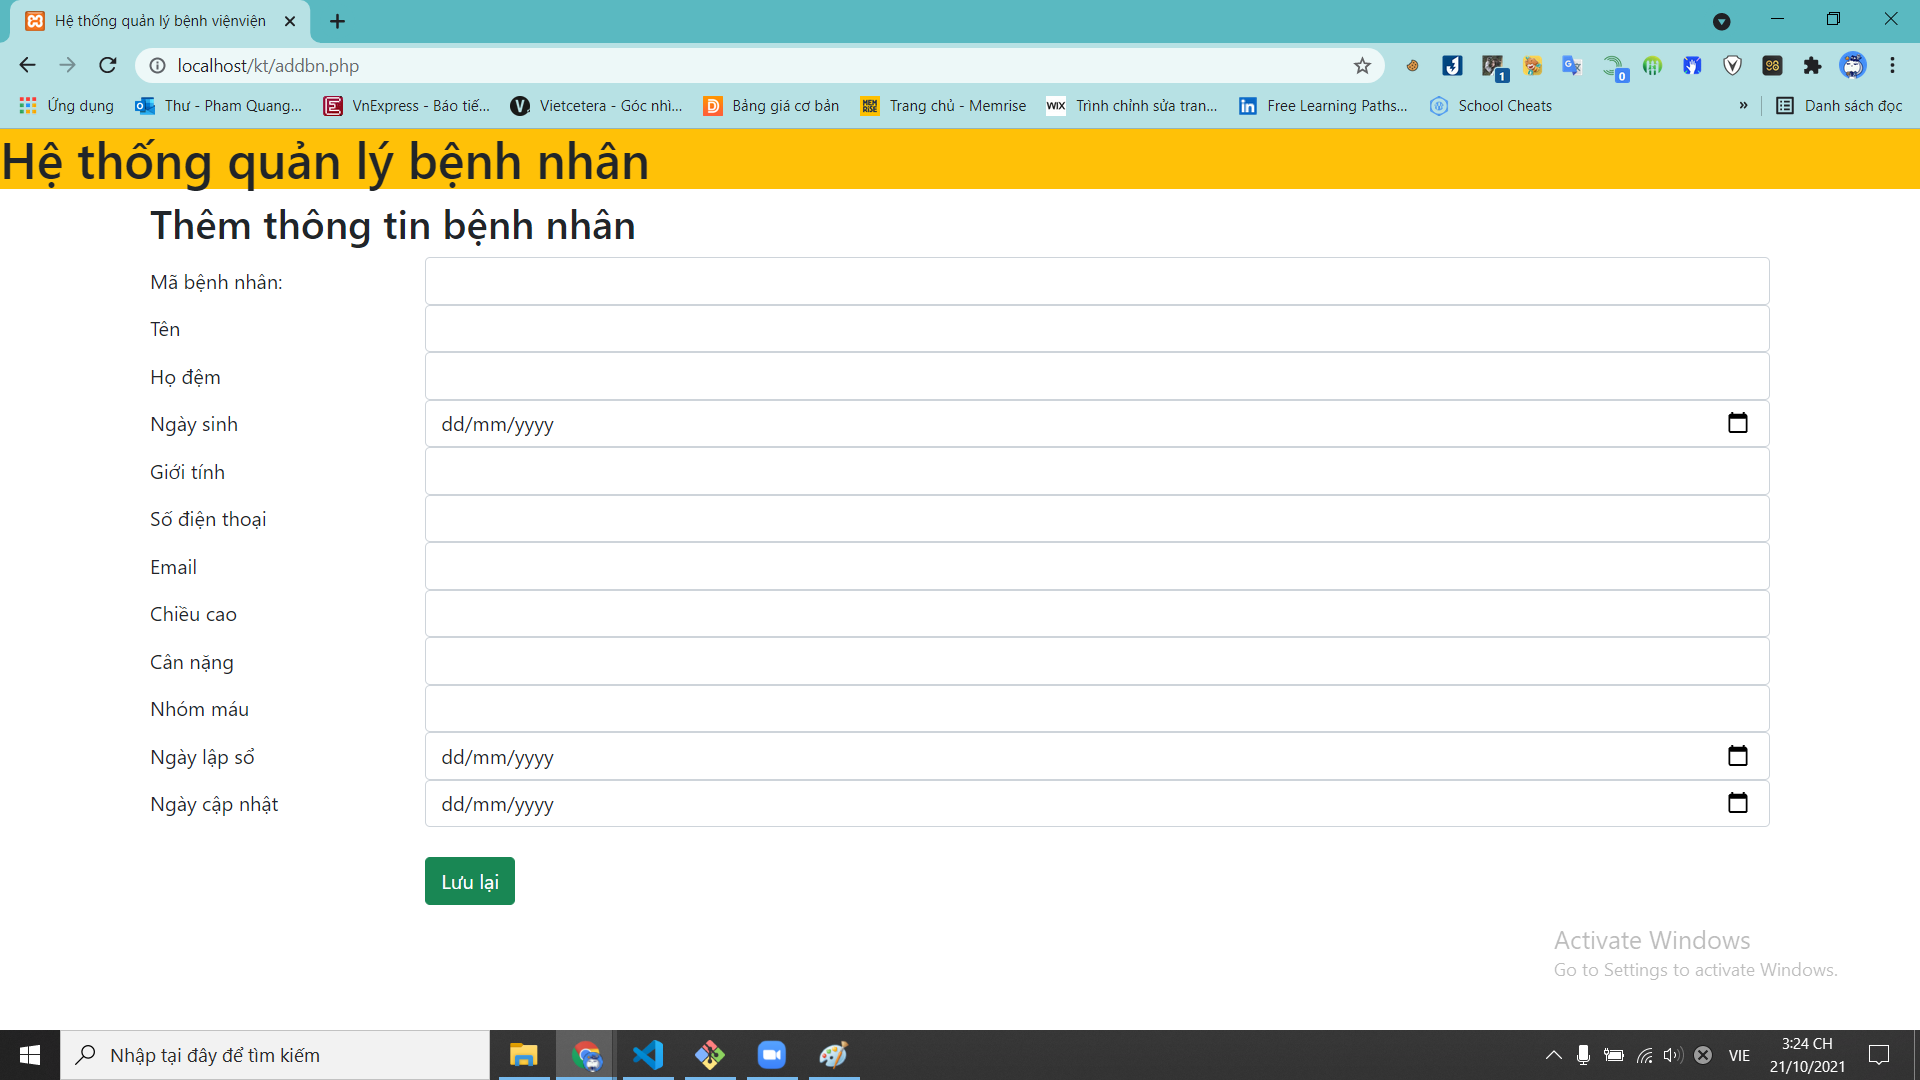 Hệ thống quản lý bệnh việnviện
localhost/kt/addbn.php
1
0
Ứng dụng
Thư - Pham Quang...
VnExpress - Báo tiế...
Vietcetera - Góc nhì...
Bảng giá cơ bản
Trang chủ - Memrise
WIX
Trình chỉnh sửa tran...
Free Learning Paths...
School Cheats
»
Danh sách đọc
Hệ thống quản lý bệnh nhân
Thêm thông tin bệnh nhân
Mã bệnh nhân:
Tên
Họ đệm
Ngày sinh
dd/mm/yyyy
Giới tính
Số điện thoại
Email
Chiều cao
Cân nặng
Nhóm máu
Ngày lập sổ
dd/mm/yyyy
Ngày cập nhật
dd/mm/yyyy
Lưu lại
Activate Windows
Go to Settings to activate Windows.
Nhập tại đây để tìm kiếm
VIE
3:24 CH
21/10/2021